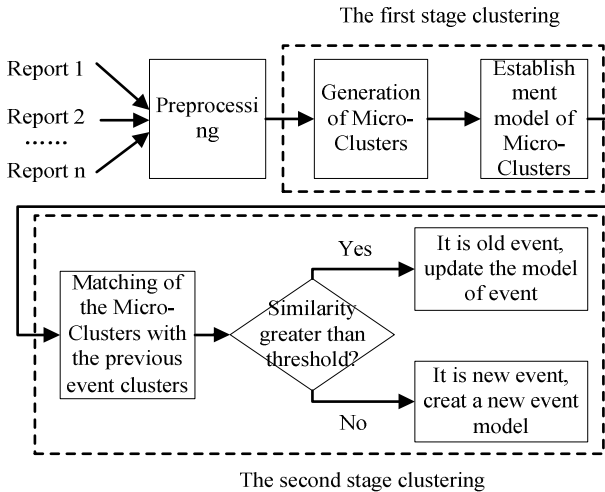 The first stage clustering
Report 1
Report 2
……
Report n
Preprocessi
ng
Generation
of Micro-
Clusters
Establish
ment
model of
Micro-
Clusters
Matching of
the Micro-
Clusters with
the previous
event clusters
Similarity
greater than
threshold?
Yes
No
It is old event,
update the model
of event
It is new event,
creat a new event
model
The second stage clustering